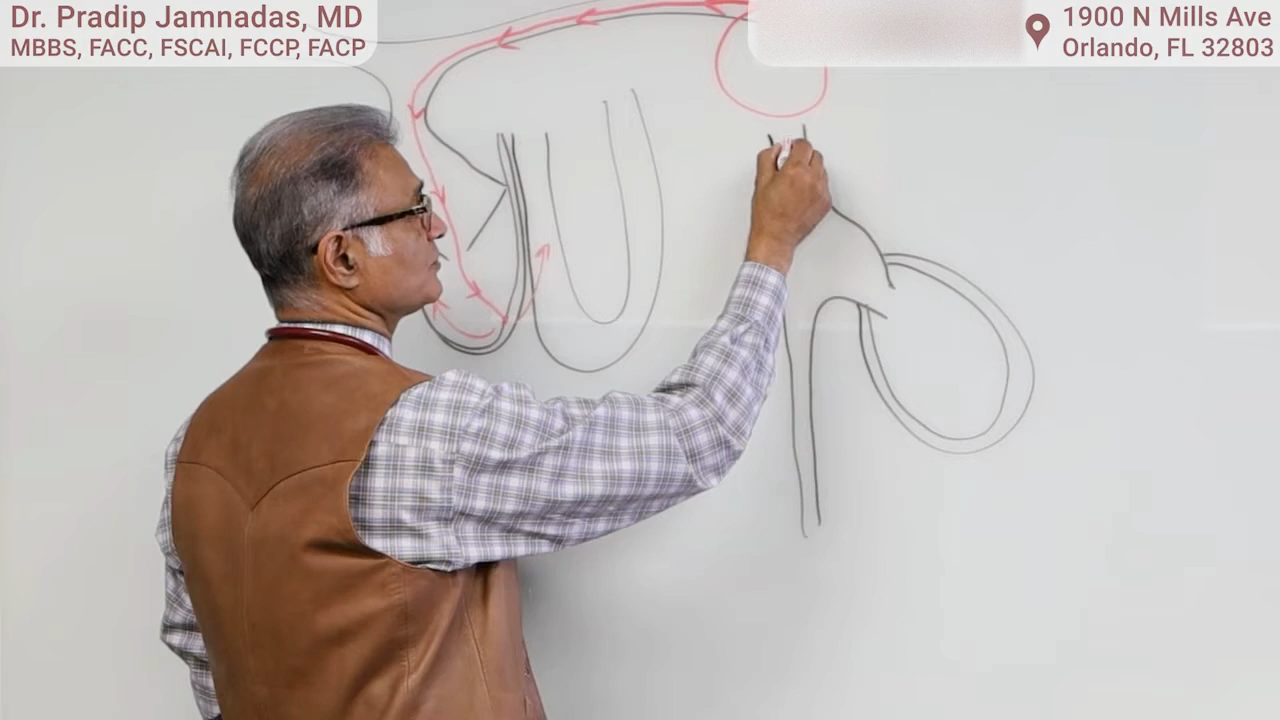 Dr. Pradip Jamnadas, MD
MBBS, FACC, FSCAI, FCCP, FACP
1900 N Mills Ave
Orlando, FL 32803